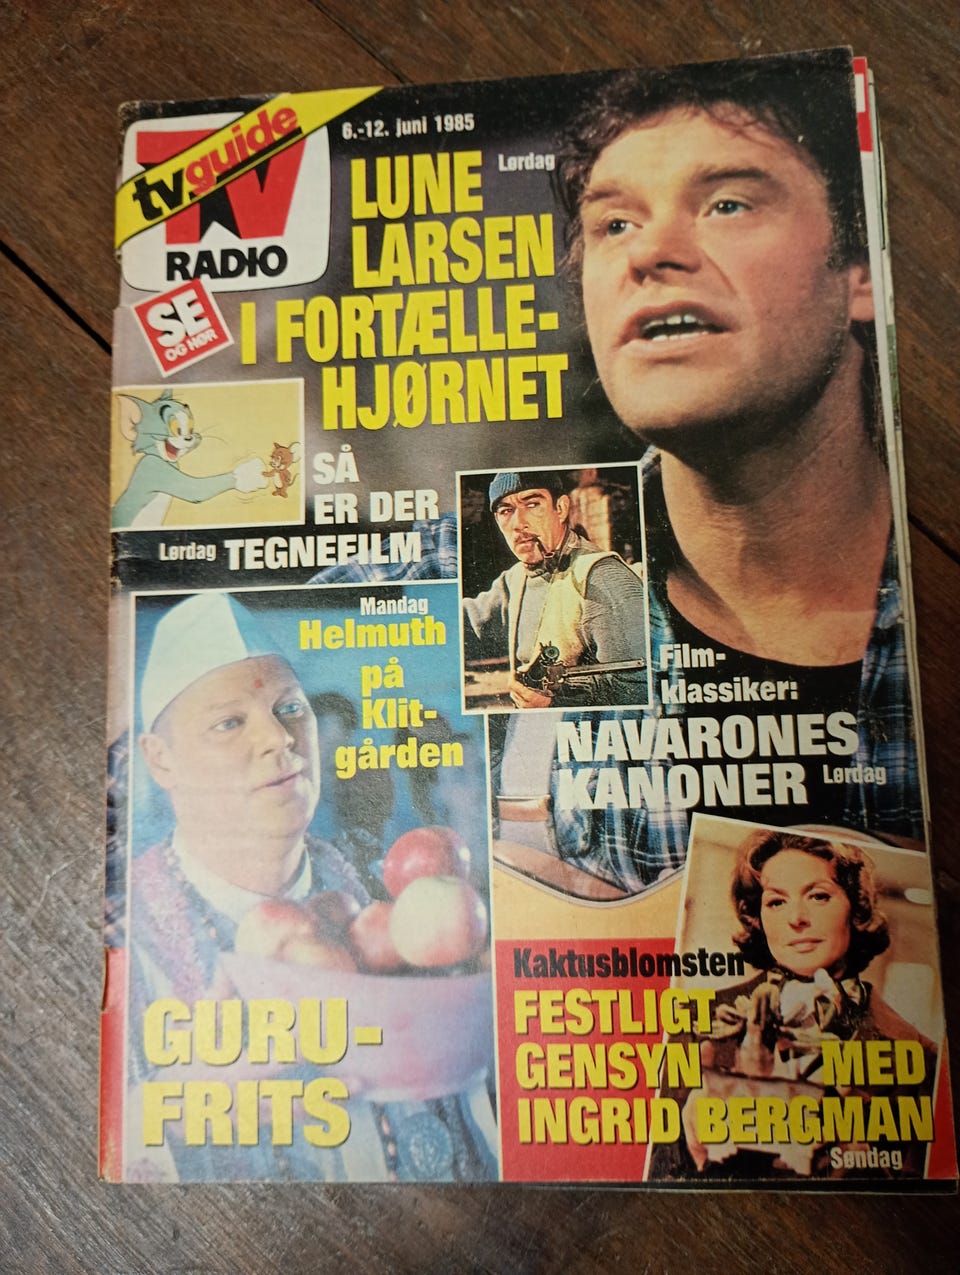 tvguide
TV
RADIO
SE
OG HØR
6.-12. juni 1985
Lørdag
LUNE
LARSEN
I FORTÆLLE-
HJØRNET
SÅ
ER DER
Lørdag TEGNEFILM
Mandag
Helmuth
på
Klit-
gården
GURU-
FRITS
Film-
klassiker:
NAVARONES
KANONER Lørdag
Kaktusblomsten
FESTLIGT
GENSYN MED
INGRID BERGMAN
Søndag